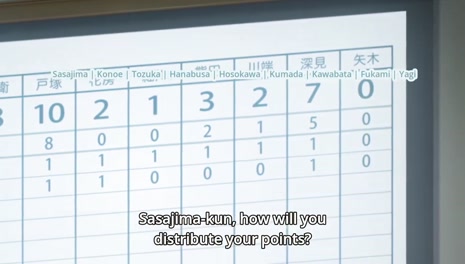 衛 戸塚 川端 深見 矢木
Sasajima | Konoe | Tozuka | Hanabusa | Hosokawa | Kumada | Kawabata | Fukami | Yagi
10 2 1 3 2 7 0
8 0 0 2 1 5 0
1 1 1 1 1 1 0
1 1 0 0 0 1 0
Sasajima-kun, how will you
distribute your points?